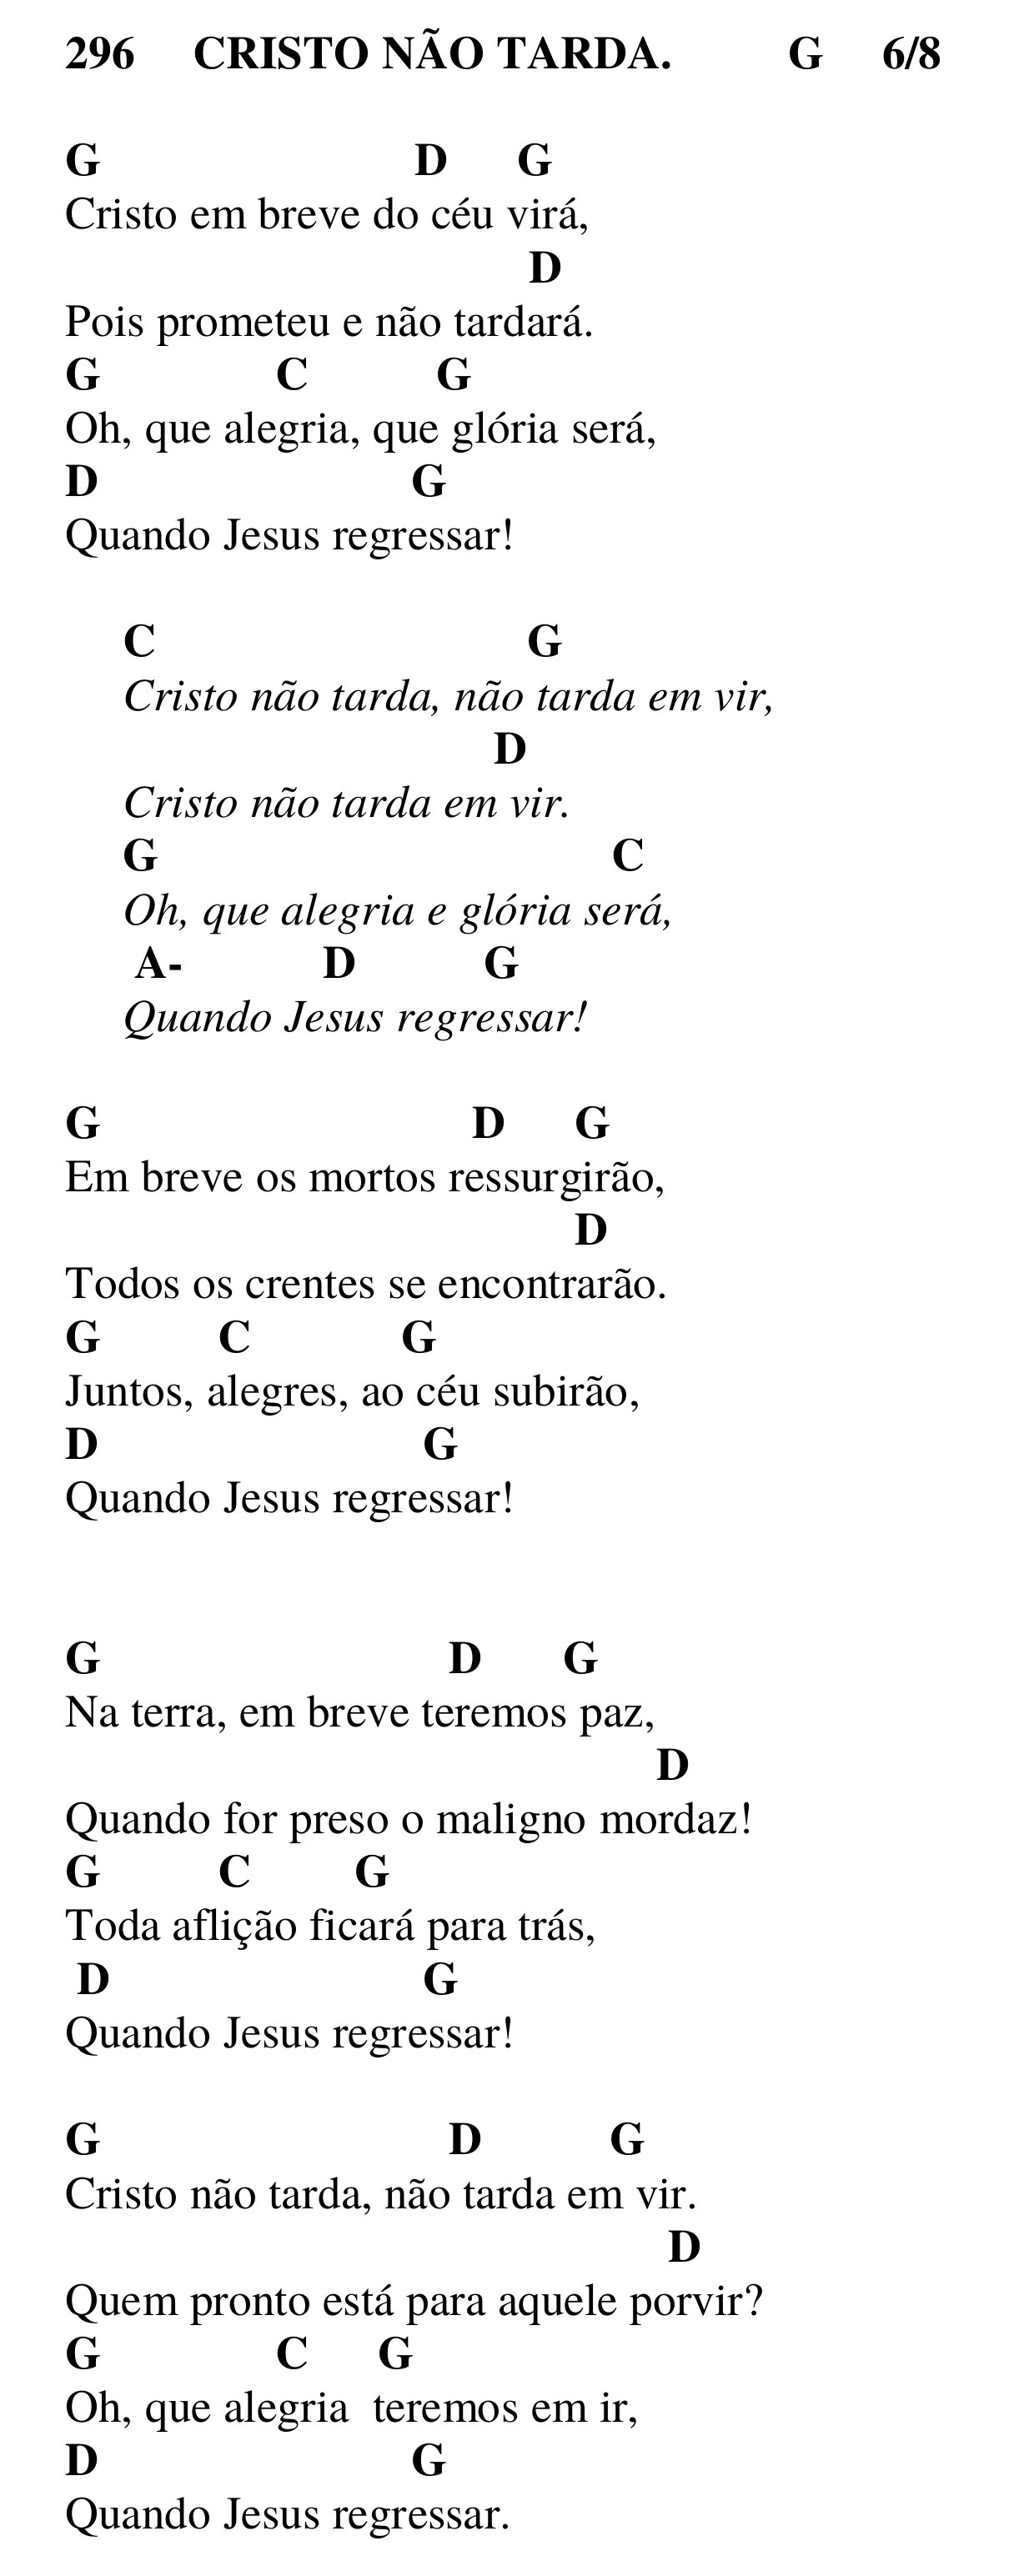 296 CRISTO NÃO TARDA. G 6/8
G D G
Cristo em breve do céu virá,
D
Pois prometeu e não tardará.
G C G
Oh, que alegria, que glória será,
D G
Quando Jesus regressar!
C G
Cristo não tarda, não tarda em vir,
D
Cristo não tarda em vir.
G C
Oh, que alegria e glória será,
A- D G
Quando Jesus regressar!
G D G
Em breve os mortos ressurgirão,
D
Todos os crentes se encontrarão.
G C G
Juntos, alegres, ao céu subirão,
D G
Quando Jesus regressar!
G D G
Na terra, em breve teremos paz,
D
Quando for preso o maligno mordaz!
G C G
Toda aflição ficará para trás,
D G
Quando Jesus regressar!
G D G
Cristo não tarda, não tarda em vir.
D
Quem pronto está para aquele porvir?
G C G
Oh, que alegria  teremos em ir,
D G
Quando Jesus regressar.